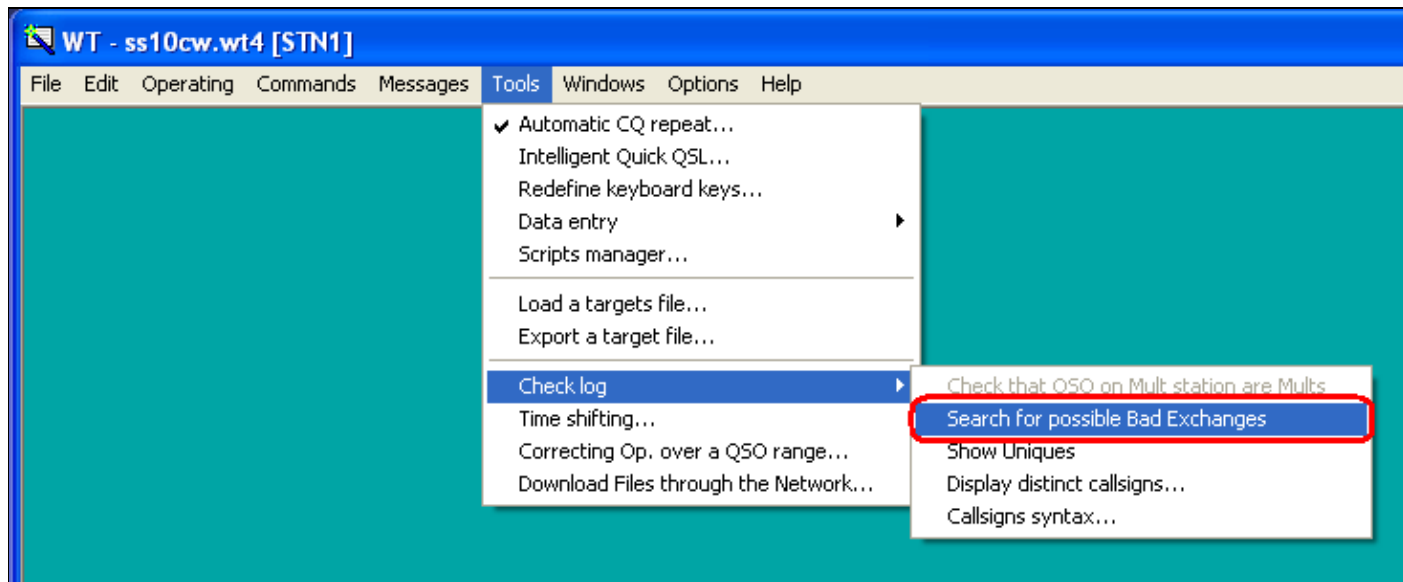 WT - ss10cw.wt4 [STN1]
File Edit Operating Commands Messages Tools Windows Options Help
Automatic CQ repeat...
Intelligent Quick QSL...
Redefine keyboard keys...
Data entry
Scripts manager...
Load a targets file...
Export a target file...
Check log
Check that QSO on Mult station are Mults
Search for possible Bad Exchanges
Time shifting...
Show Uniques
Correcting Op. over a QSO range...
Display distinct callsigns...
Download Files through the Network...
Callsigns syntax...